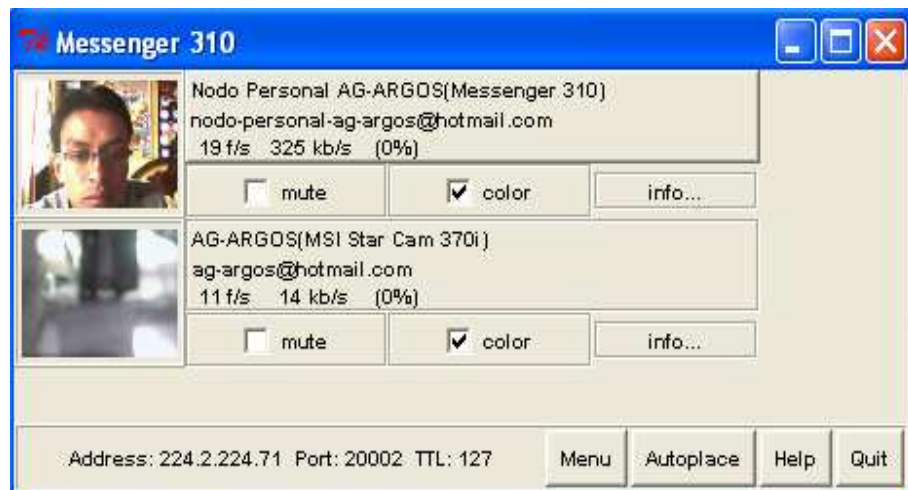 Messenger 310
Nodo Personal AG-ARGOS(Messenger 310)
nodo-personal-ag-argos@hotmail.com
19 f/s 325 kb/s (0%)
mute color info...
AG-ARGOS(MSI Star Cam 370i)
ag-argos@hotmail.com
11 f/s 14 kb/s (0%)
mute color info...
Address: 224.2.224.71 Port: 20002 TTL: 127 Menu Autoplace Help Quit